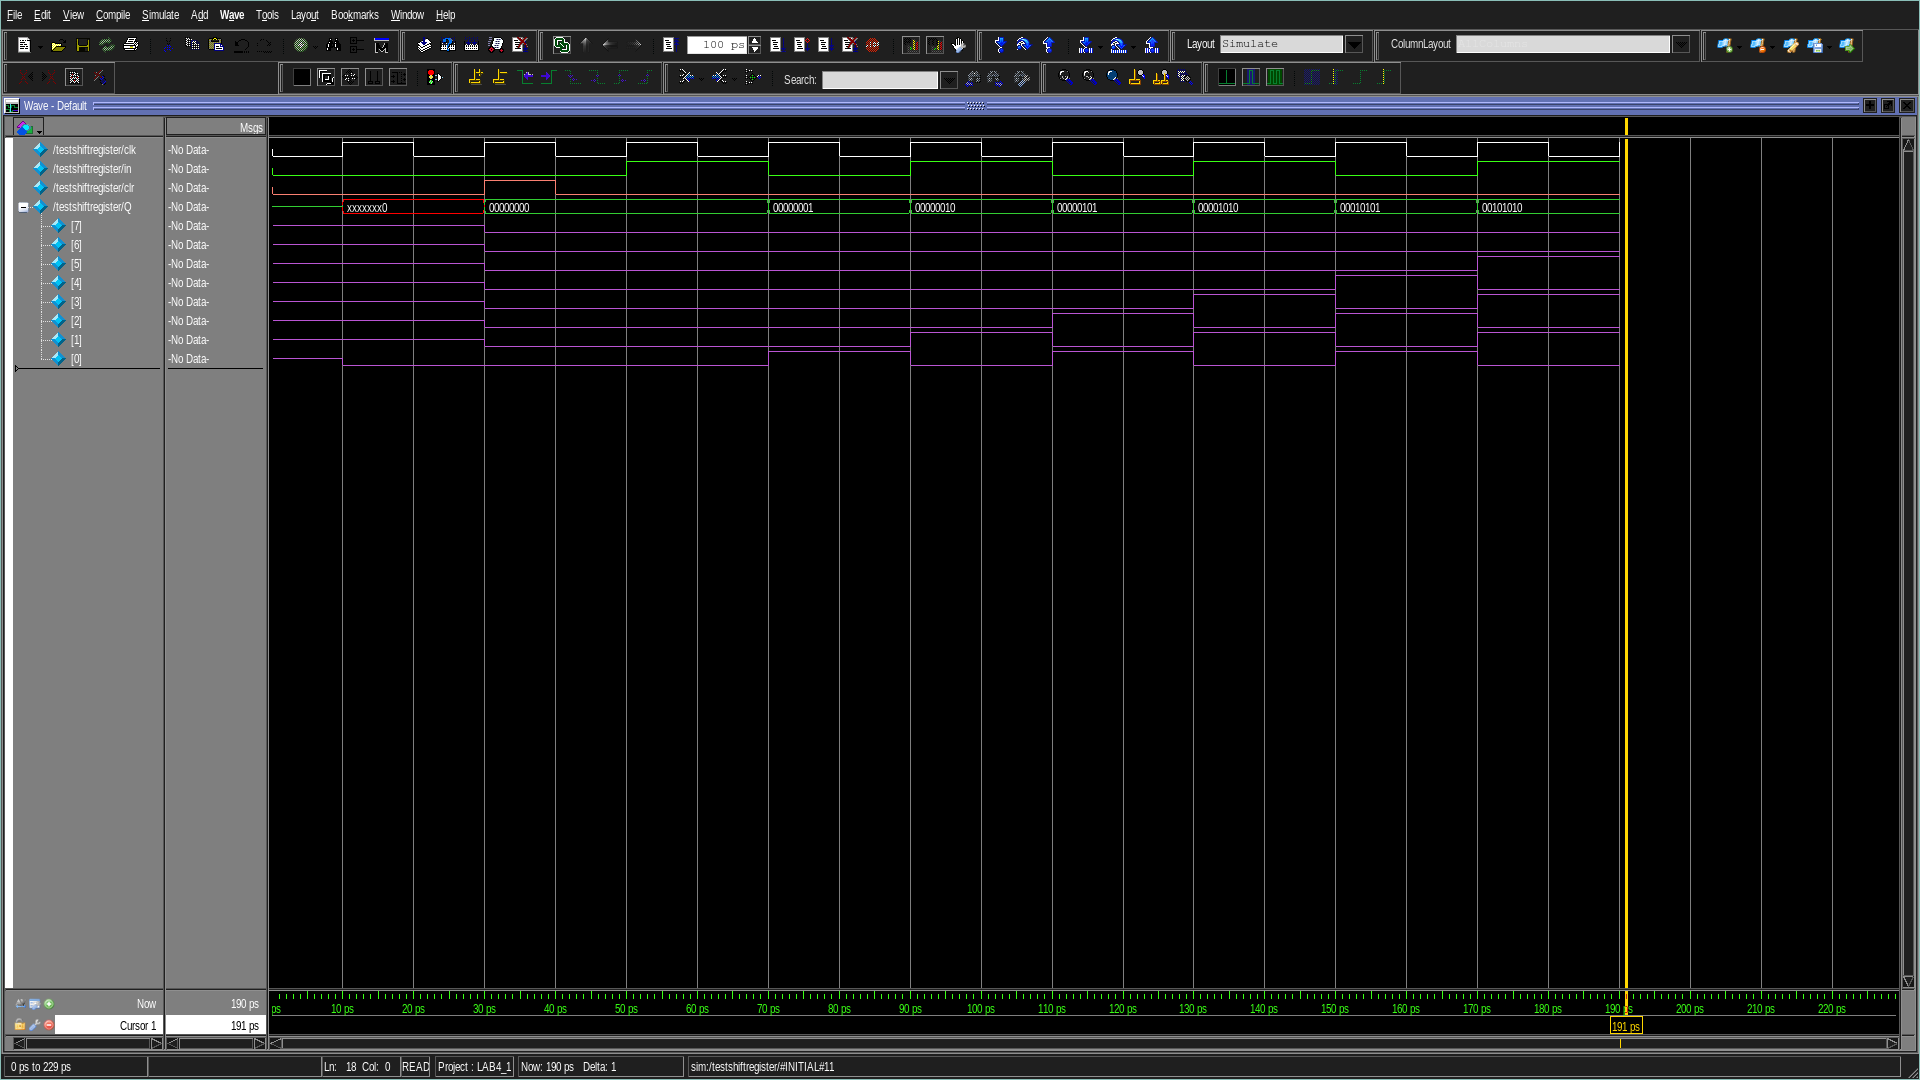 File Edit View Compile Simulate Add Wave Tools Layout Bookmarks Window Help
100 ps
Layout Simulate
ColumnLayout
Search:
Wave - Default
Msgs
/testshiftregister/clk -No Data-
/testshiftregister/in -No Data-
/testshiftregister/clr -No Data-
/testshiftregister/Q -No Data- xxxxxxx0 00000000 00000001 00000010 00000101 00001010 00010101 00101010
[7] -No Data-
[6] -No Data-
[5] -No Data-
[4] -No Data-
[3] -No Data-
[2] -No Data-
[1] -No Data-
[0] -No Data-
Now 190 ps
ps 10 ps 20 ps 30 ps 40 ps 50 ps 60 ps 70 ps 80 ps 90 ps 100 ps 110 ps 120 ps 130 ps 140 ps 150 ps 160 ps 170 ps 180 ps 190 ps 200 ps 210 ps 220 ps
Cursor 1 191 ps
191 ps
0 ps to 229 ps Ln: 18 Col: 0 READ Project : LAB4_1 Now: 190 ps Delta: 1 sim:/testshiftregister/#INITIAL#11